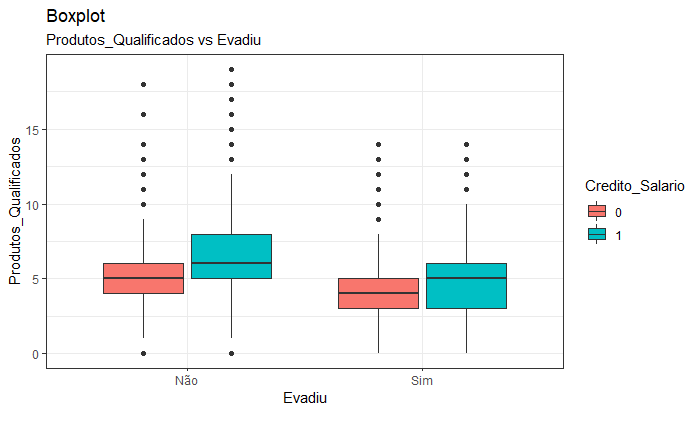 Boxplot
Produtos_Qualificados vs Evadiu
Produtos_Qualificados
15
10
5
0
Não
Sim
Evadiu
Credito_Salario
0
1